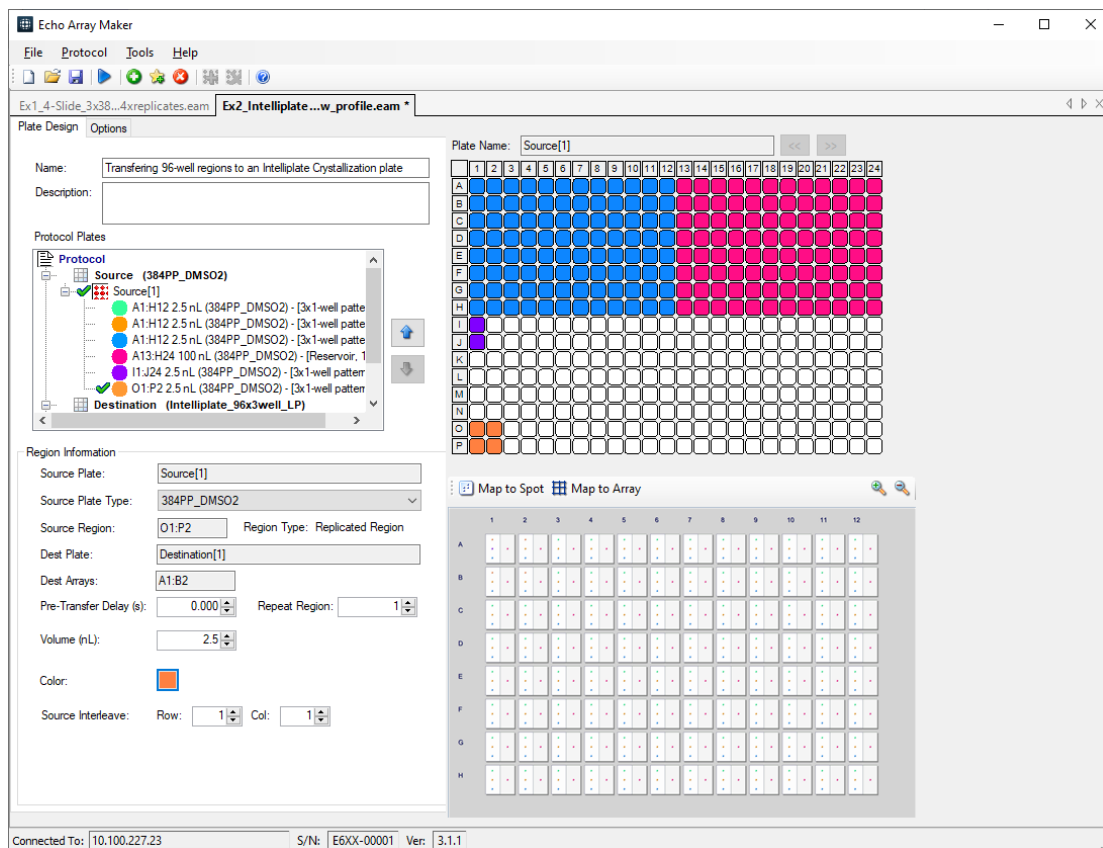 Echo Array Maker
File Protocol Tools Help
Ex1_4-Slide_3x38...4xreplicates.eam Ex2_Intelliplate...w_profile.eam *
Plate Design Options
Name: Transfering 96-well regions to an Intelliplate Crystallization plate
Description:
Protocol Plates
Protocol
Source (384PP_DMSO2)
Source[1]
A1:H12 2.5 nL (384PP_DMSO2) - [3x1-well patte
A1:H12 2.5 nL (384PP_DMSO2) - [3x1-well patte
A1:H12 2.5 nL (384PP_DMSO2) - [3x1-well patte
A13:H24 100 nL (384PP_DMSO2) - [Reservoir, 1
I1:J24 2.5 nL (384PP_DMSO2) - [3x1-well pattern
O1:P2 2.5 nL (384PP_DMSO2) - [3x1-well pattern
Destination (Intelliplate_96x3well_LP)
Region Information
Source Plate: Source[1]
Source Plate Type: 384PP_DMSO2
Source Region: O1:P2 Region Type: Replicated Region
Dest Plate: Destination[1]
Dest Arrays: A1:B2
Pre-Transfer Delay (s): 0.000 Repeat Region: 1
Volume (nL): 2.5
Color:
Source Interleave: Row: 1 Col: 1
Plate Name: Source[1] << >>
1 2 3 4 5 6 7 8 9 10 11 12 13 14 15 16 17 18 19 20 21 22 23 24
A
B
C
D
E
F
G
H
I
J
K
L
M
N
O
P
Map to Spot Map to Array
1 2 3 4 5 6 7 8 9 10 11 12
A
B
C
D
E
F
G
H
Connected To: 10.100.227.23 S/N: E6XX-00001 Ver: 3.1.1